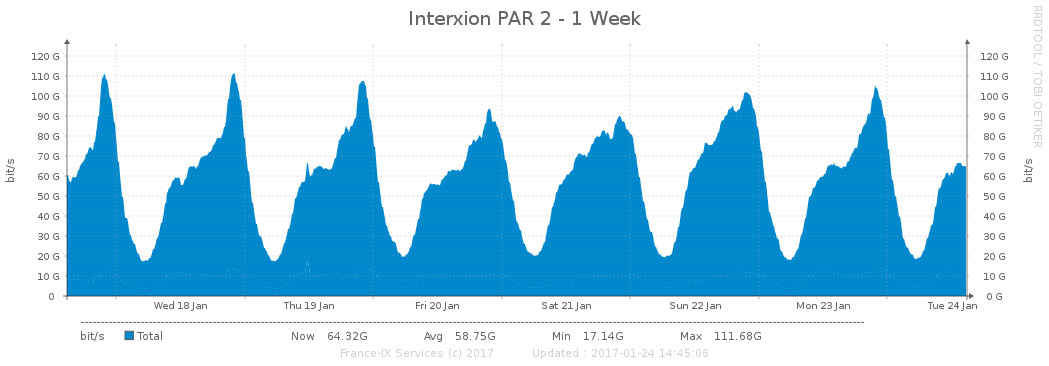 Interxion PAR 2 - 1 Week
RRDTOOL / TOBI OETIKER
120 G 120 G
110 G 110 G
100 G 100 G
90 G 90 G
80 G 80 G
70 G 70 G
60 G 60 G
50 G 50 G
40 G 40 G
30 G 30 G
20 G 20 G
10 G 10 G
0 0 G
bit/s bit/s
Wed 18 Jan Thu 19 Jan Fri 20 Jan Sat 21 Jan Sun 22 Jan Mon 23 Jan Tue 24 Jan
bit/s Total Now 64.32G Avg 58.75G Min 17.14G Max 111.68G
France-IX Services (c) 2017 Updated : 2017-01-24 14:45:06